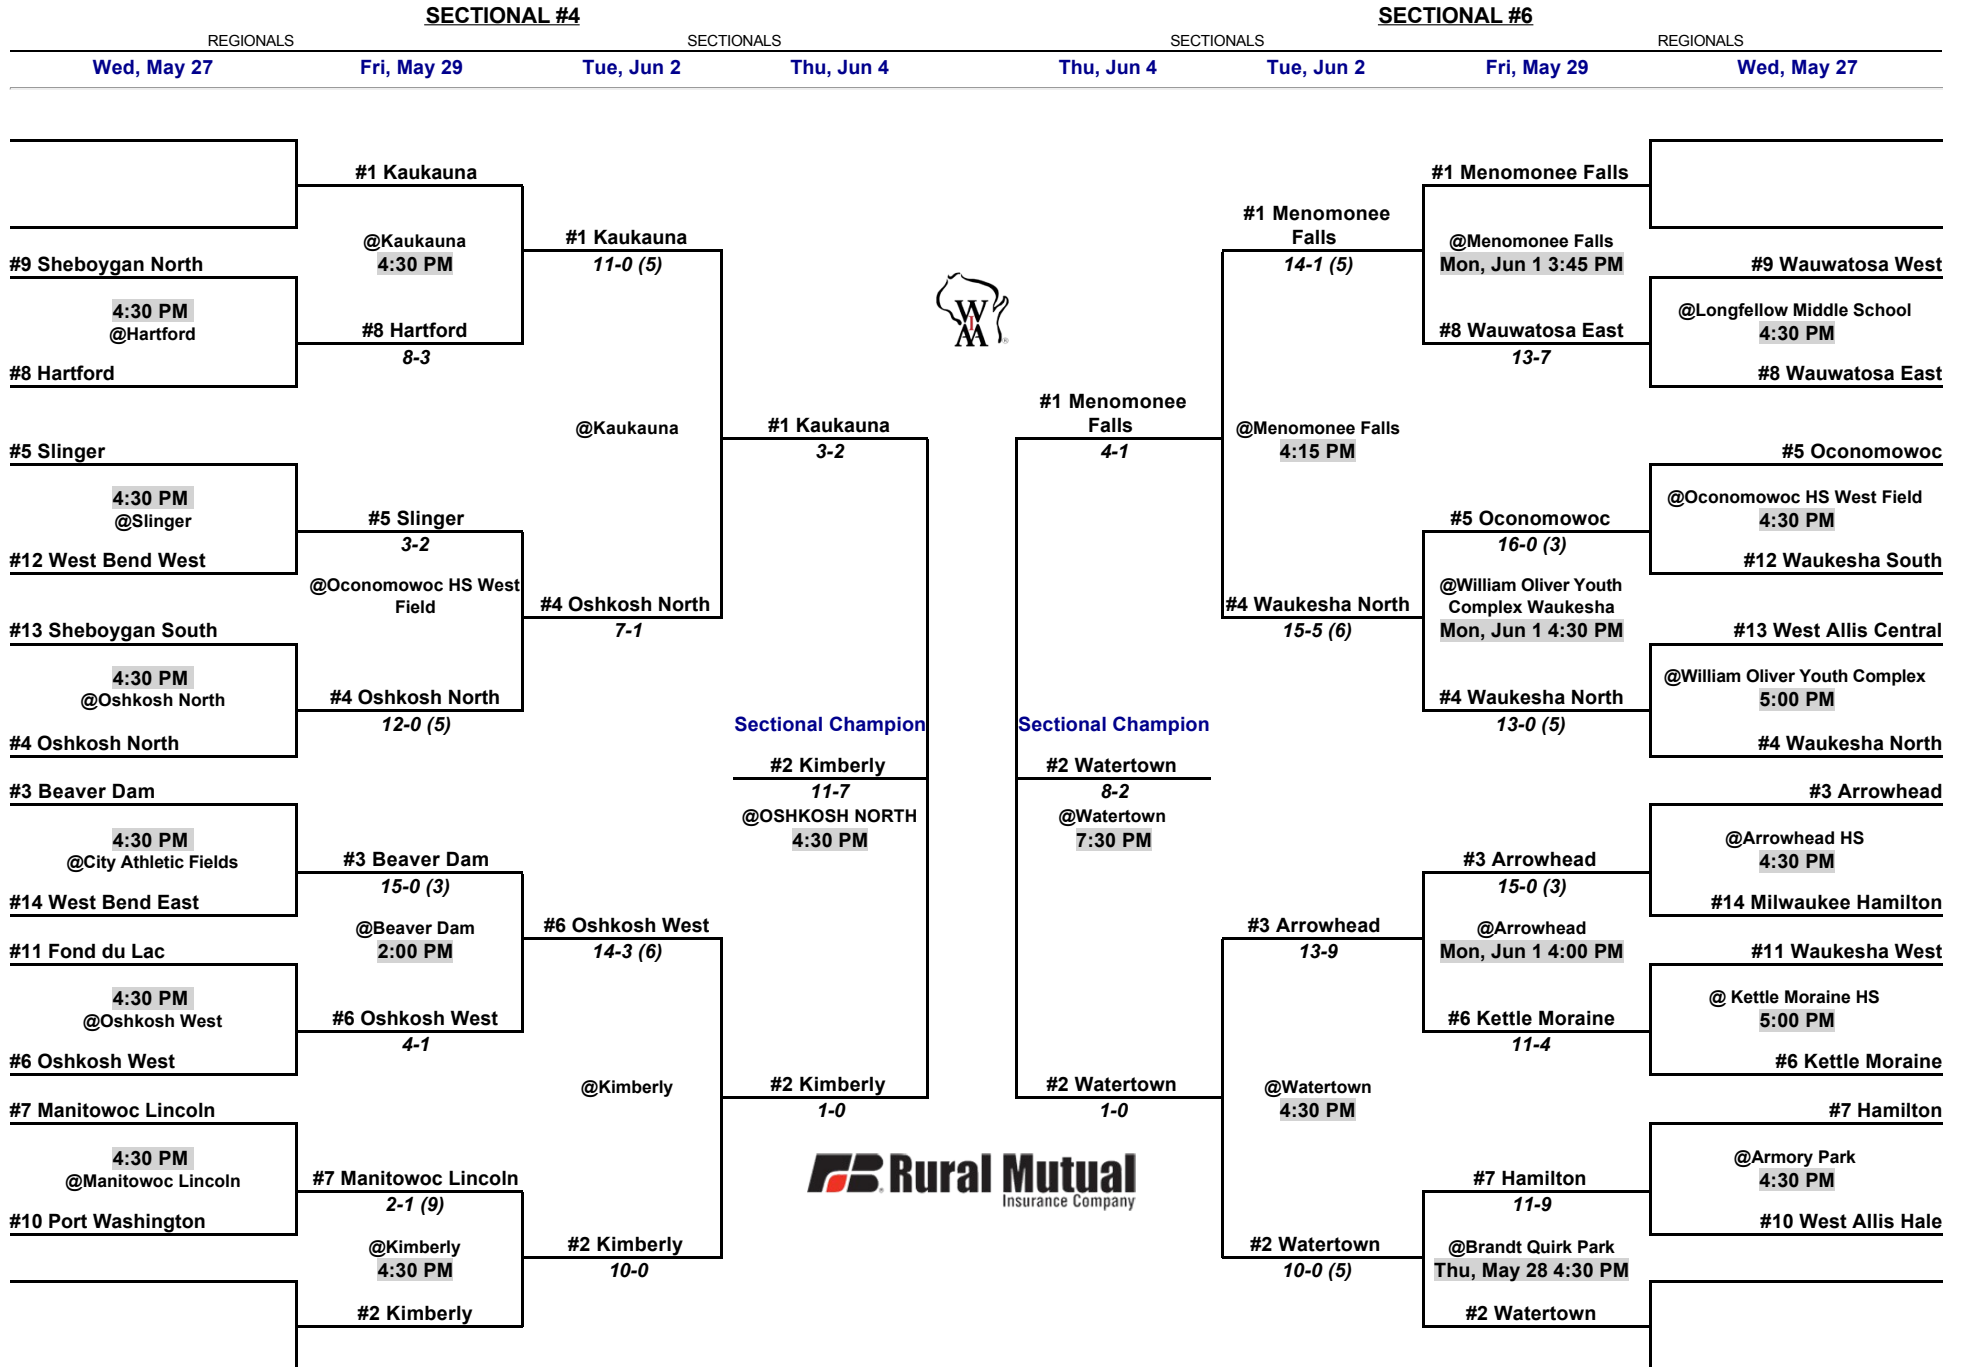 SECTIONAL #4
REGIONALS
SECTIONALS
Wed, May 27
Fri, May 29
Tue, Jun 2
Thu, Jun 4
#9 Sheboygan North
4:30 PM
@Hartford
#8 Hartford
#5 Slinger
4:30 PM
@Slinger
#12 West Bend West
#13 Sheboygan South
4:30 PM
@Oshkosh North
#4 Oshkosh North
#3 Beaver Dam
4:30 PM
@City Athletic Fields
#14 West Bend East
#11 Fond du Lac
4:30 PM
@Oshkosh West
#6 Oshkosh West
#7 Manitowoc Lincoln
4:30 PM
@Manitowoc Lincoln
#10 Port Washington
#1 Kaukauna
@Kaukauna
4:30 PM
#8 Hartford
8-3
#5 Slinger
3-2
@Oconomowoc HS West
Field
#4 Oshkosh North
12-0 (5)
#3 Beaver Dam
15-0 (3)
@Beaver Dam
2:00 PM
#6 Oshkosh West
4-1
#7 Manitowoc Lincoln
2-1 (9)
@Kimberly
4:30 PM
#2 Kimberly
#1 Kaukauna
11-0 (5)
@Kaukauna
#4 Oshkosh North
7-1
#6 Oshkosh West
14-3 (6)
@Kimberly
#2 Kimberly
10-0
#1 Kaukauna
3-2
Sectional Champion
#2 Kimberly
11-7
@OSHKOSH NORTH
4:30 PM
#2 Kimberly
1-0
WIAA
Rural Mutual
Insurance Company
SECTIONAL #6
SECTIONALS
REGIONALS
Thu, Jun 4
Tue, Jun 2
Fri, May 29
Wed, May 27
#1 Menomonee
Falls
4-1
Sectional Champion
#2 Watertown
8-2
@Watertown
7:30 PM
#2 Watertown
1-0
#1 Menomonee
Falls
14-1 (5)
@Menomonee Falls
4:15 PM
#4 Waukesha North
15-5 (6)
#3 Arrowhead
13-9
@Watertown
4:30 PM
#2 Watertown
10-0 (5)
#1 Menomonee Falls
@Menomonee Falls
Mon, Jun 1 3:45 PM
#8 Wauwatosa East
13-7
#5 Oconomowoc
16-0 (3)
@William Oliver Youth
Complex Waukesha
Mon, Jun 1 4:30 PM
#4 Waukesha North
13-0 (5)
#3 Arrowhead
15-0 (3)
@Arrowhead
Mon, Jun 1 4:00 PM
#6 Kettle Moraine
11-4
#7 Hamilton
11-9
@Brandt Quirk Park
Thu, May 28 4:30 PM
#2 Watertown
#9 Wauwatosa West
@Longfellow Middle School
4:30 PM
#8 Wauwatosa East
#5 Oconomowoc
@Oconomowoc HS West Field
4:30 PM
#12 Waukesha South
#13 West Allis Central
@William Oliver Youth Complex
5:00 PM
#4 Waukesha North
#3 Arrowhead
@Arrowhead HS
4:30 PM
#14 Milwaukee Hamilton
#11 Waukesha West
@ Kettle Moraine HS
5:00 PM
#6 Kettle Moraine
#7 Hamilton
@Armory Park
4:30 PM
#10 West Allis Hale